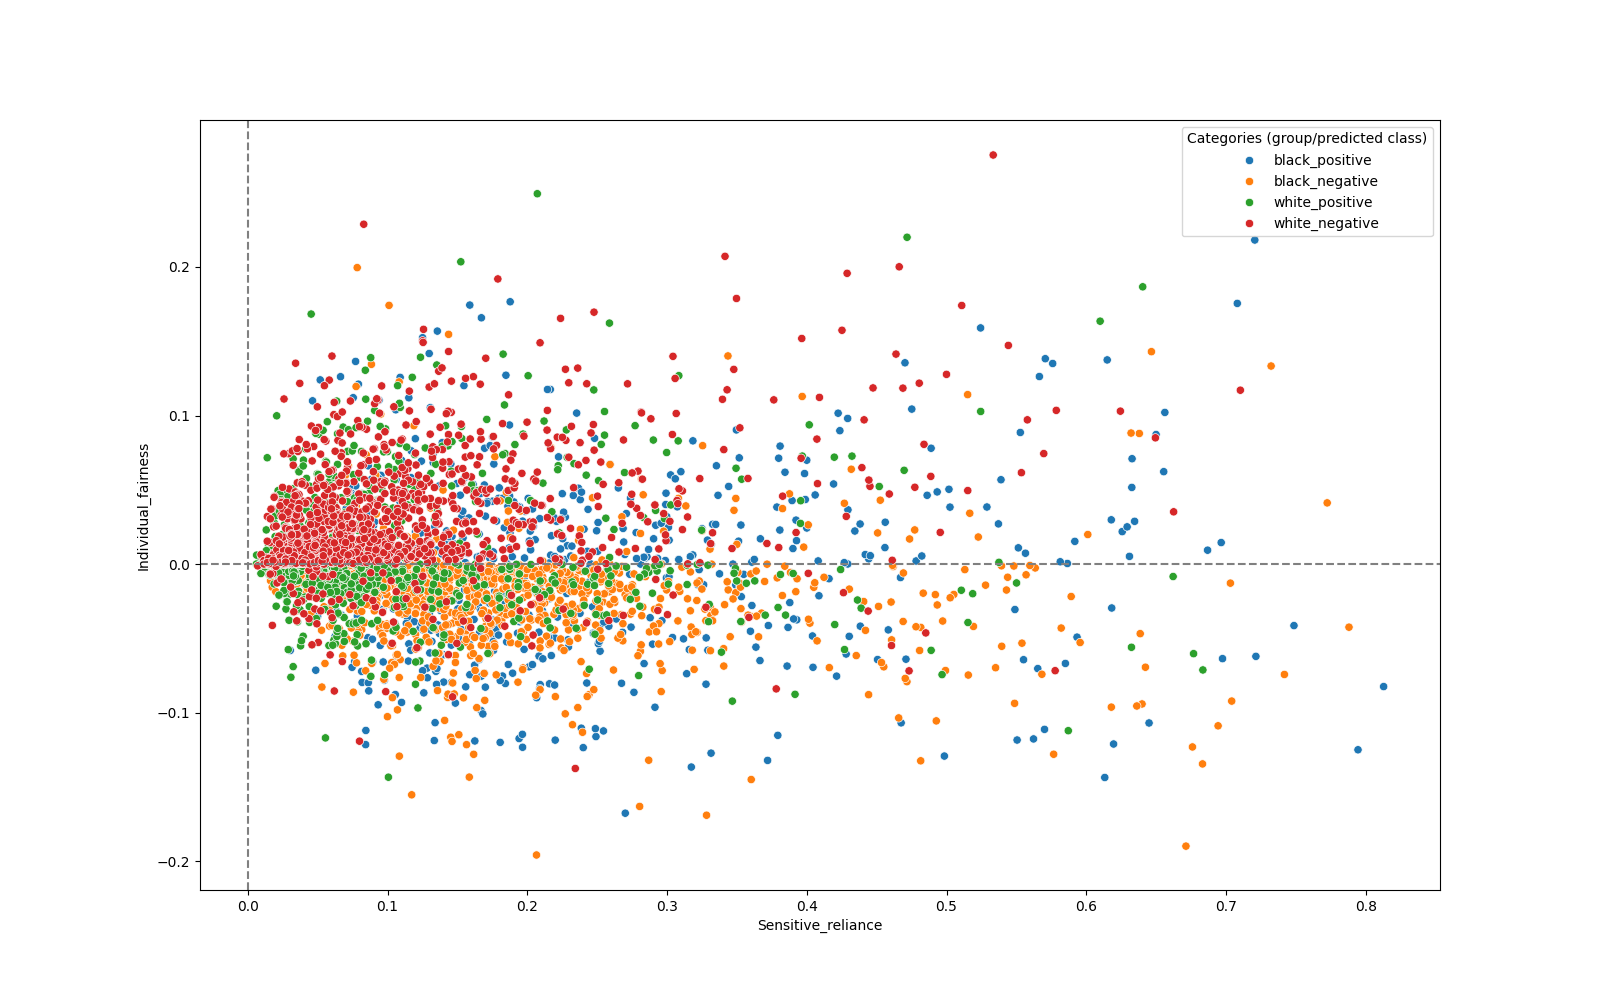 Categories (group/predicted class)
black_positive
black_negative
white_positive
white_negative
0.2
0.1
0.0
−0.1
−0.2
Individual_fairness
0.0 0.1 0.2 0.3 0.4 0.5 0.6 0.7 0.8
Sensitive_reliance